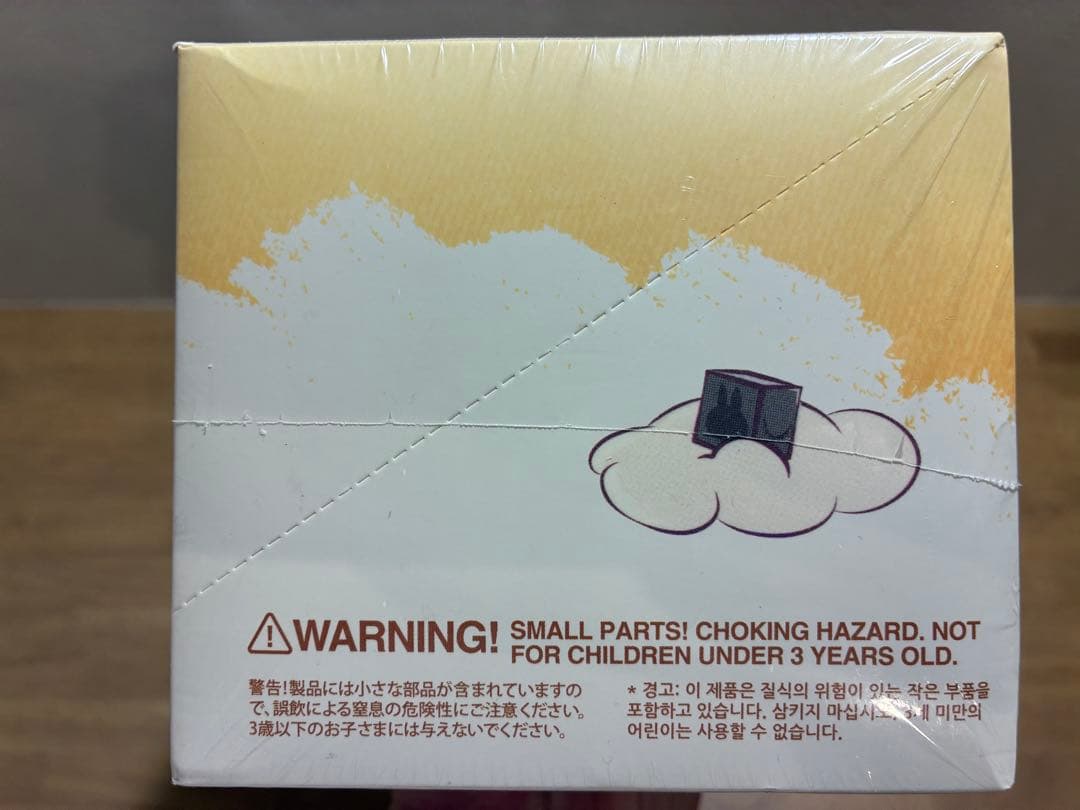 ⚠WARNING! SMALL PARTS! CHOKING HAZARD. NOT
FOR CHILDREN UNDER 3 YEARS OLD.
警告!製品には小さな部品が含まれていますの
で、誤飲による窒息の危険性にご注意ください。
3歳以下のお子さまには与えないでください。
* 경고: 이 제품은 질식의 위험이 있는 작은 부품을
포함하고 있습니다. 삼키지 마십시오. 미만의
어린이는 사용할 수 없습니다.